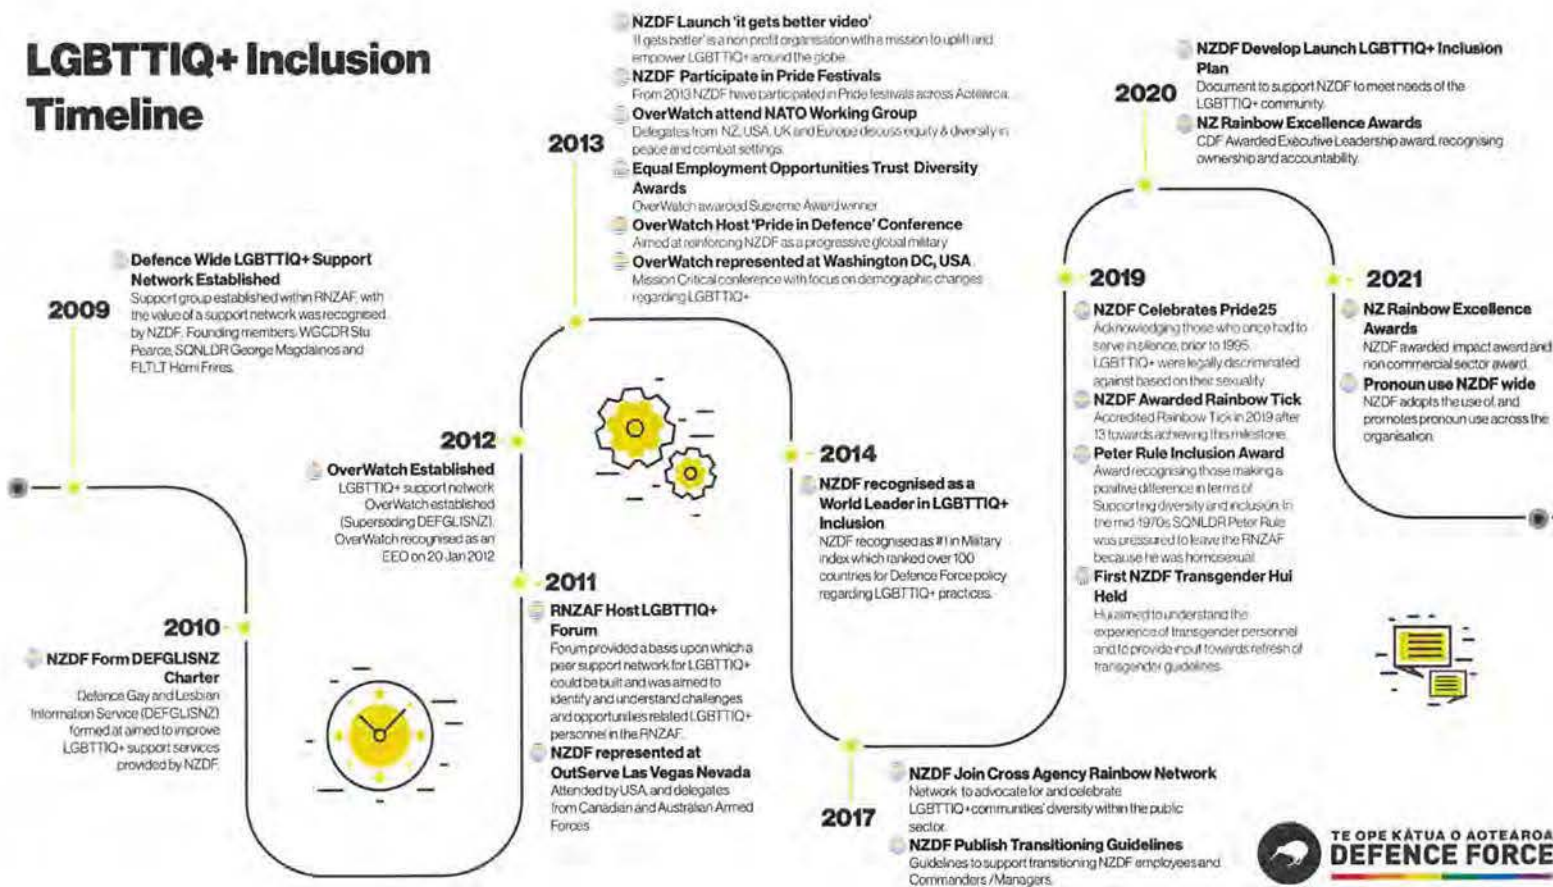 LGBTTIQ+ Inclusion
Timeline
2009
Defence Wide LGBTTIQ+ Support
Network Established
Support group established within RNZAF, with
the value of a support network was recognised
by NZDF. Founding members: WGCDR Stu
Pearce, SQNLDR George Magdalinos and
FLTLT Hemi Frires.
2010
NZDF Form DEFGLISNZ
Charter
Defence Gay and Lesbian
Information Service (DEFGLISNZ)
formed at aimed to improve
LGBTTIQ+ support services
provided by NZDF.
2011
RNZAF Host LGBTTIQ+
Forum
Forum provided a basis upon which a
peer support network for LGBTTIQ+
could be built and was aimed to
identify and understand challenges
and opportunities related LGBTTIQ+
personnel in the RNZAF.
NZDF represented at
OutServe Las Vegas Nevada
Attended by USA, and delegates
from Canadian and Australian Armed
Forces
2012
OverWatch Established
LGBTTIQ+ support network
OverWatch established
(Superseding DEFGLISNZ).
OverWatch recognised as an
EEO on 20 Jan 2012
2013
NZDF Launch 'it gets better video'
'It gets better' is a non profit organisation with a mission to uplift and
empower LGBTTIQ+ around the globe.
NZDF Participate in Pride Festivals
From 2013 NZDF have participated in Pride festivals across Aotearoa.
OverWatch attend NATO Working Group
Delegates from NZ, USA, UK and Europe discuss equity & diversity in
peace and combat settings.
Equal Employment Opportunities Trust Diversity
Awards
OverWatch awarded Supreme Award winner
OverWatch Host 'Pride in Defence' Conference
Aimed at reinforcing NZDF as a progressive global military
OverWatch represented at Washington DC, USA
Mission Critical conference with focus on demographic changes
regarding LGBTTIQ+
2014
NZDF recognised as a
World Leader in LGBTTIQ+
Inclusion
NZDF recognised as #1 in Military
index which ranked over 100
countries for Defence Force policy
regarding LGBTTIQ+ practices.
2017
NZDF Join Cross Agency Rainbow Network
Network to advocate for and celebrate
LGBTTIQ+ communities' diversity within the public
sector.
NZDF Publish Transitioning Guidelines
Guidelines to support transitioning NZDF employees and
Commanders /Managers.
2019
NZDF Celebrates Pride25
Acknowledging those who once had to
serve in silence, prior to 1995
LGBTTIQ+ were legally discriminated
against based on their sexuality
NZDF Awarded Rainbow Tick
Accredited Rainbow Tick in 2019 after
13 towards achieving this milestone.
Peter Rule Inclusion Award
Award recognising those making a
positive difference in terms of
Supporting diversity and inclusion. In
the mid 1970s SQNLDR Peter Rule
was pressured to leave the RNZAF
because he was homosexual
First NZDF Transgender Hui
Held
Hui aimed to understand the
experience of transgender personnel
and to provide input towards refresh of
transgender guidelines.
2020
NZDF Develop Launch LGBTTIQ+ Inclusion
Plan
Document to support NZDF to meet needs of the
LGBTTIQ+ community.
NZ Rainbow Excellence Awards
CDF Awarded Executive Leadership award, recognising
ownership and accountability.
2021
NZ Rainbow Excellence
Awards
NZDF awarded impact award and
non commercial sector award.
Pronoun use NZDF wide
NZDF adopts the use of, and
promotes pronoun use across the
organisation.
TE OPE KĀTUA O AOTEAROA
DEFENCE FORCE